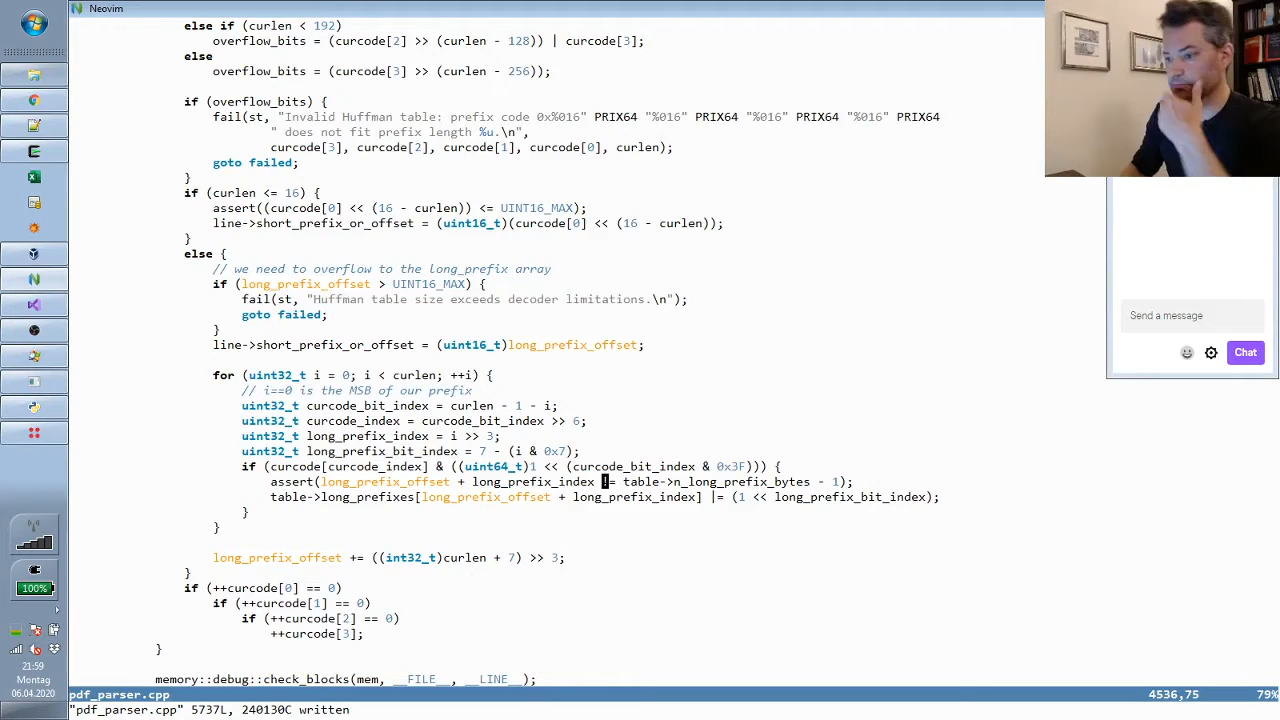 Neovim
else if (curlen < 192)
overflow_bits = (curcode[2] >> (curlen - 128)) | curcode[3];
else
overflow_bits = (curcode[3] >> (curlen - 256));
if (overflow_bits) {
fail(st, "Invalid Huffman table: prefix code 0x%016" PRIX64 "%016" PRIX64 "%016" PRIX64 "%016" PRIX64
" does not fit prefix length %u.\n",
curcode[3], curcode[2], curcode[1], curcode[0], curlen);
goto failed;
}
if (curlen <= 16) {
assert((curcode[0] << (16 - curlen)) <= UINT16_MAX);
line->short_prefix_or_offset = (uint16_t)(curcode[0] << (16 - curlen));
}
else {
// we need to overflow to the long_prefix array
if (long_prefix_offset > UINT16_MAX) {
fail(st, "Huffman table size exceeds decoder limitations.\n");
goto failed;
}
line->short_prefix_or_offset = (uint16_t)long_prefix_offset;
for (uint32_t i = 0; i < curlen; ++i) {
// i==0 is the MSB of our prefix
uint32_t curcode_bit_index = curlen - 1 - i;
uint32_t curcode_index = curcode_bit_index >> 6;
uint32_t long_prefix_index = i >> 3;
uint32_t long_prefix_bit_index = 7 - (i & 0x7);
if (curcode[curcode_index] & ((uint64_t)1 << (curcode_bit_index & 0x3F))) {
assert(long_prefix_offset + long_prefix_index != table->n_long_prefix_bytes - 1);
table->long_prefixes[long_prefix_offset + long_prefix_index] |= (1 << long_prefix_bit_index);
}
}
long_prefix_offset += ((int32_t)curlen + 7) >> 3;
}
if (++curcode[0] == 0)
if (++curcode[1] == 0)
if (++curcode[2] == 0)
++curcode[3];
}
memory::debug::check_blocks(mem, __FILE__, __LINE__);
pdf_parser.cpp 4536,75 79%
"pdf_parser.cpp" 5737L, 240130C written
Send a message
Chat
100%
21:59
Montag
06.04.2020